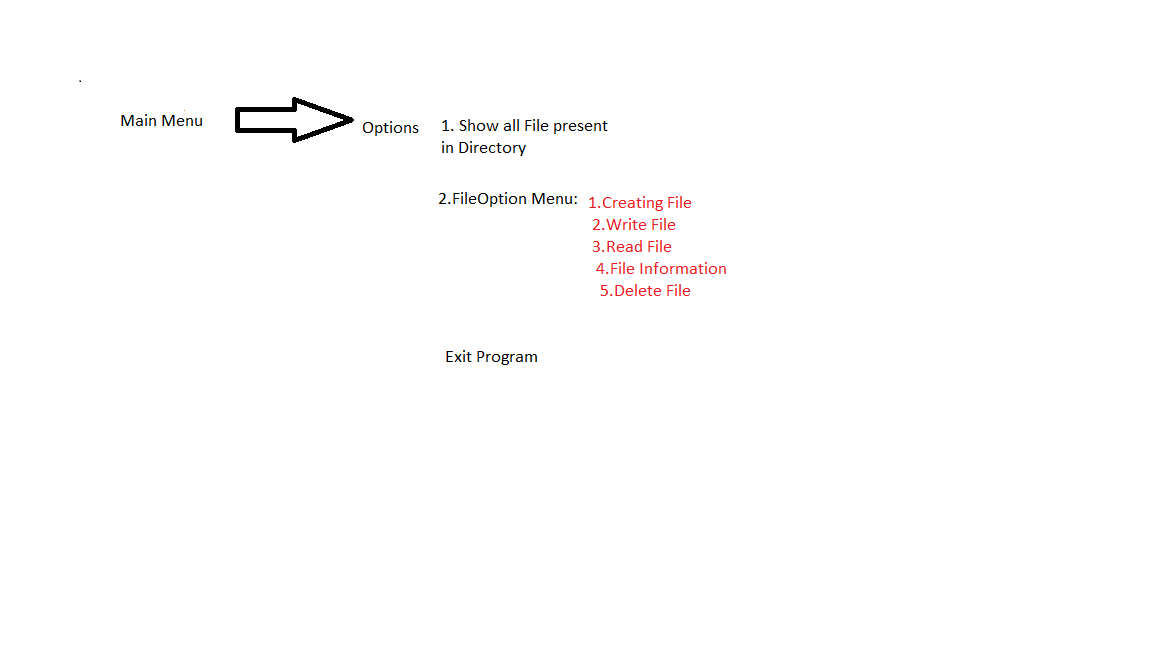 Main Menu
Options
1. Show all File present
in Directory
2.FileOption Menu:
1.Creating File
2.Write File
3.Read File
4.File Information
5.Delete File
Exit Program